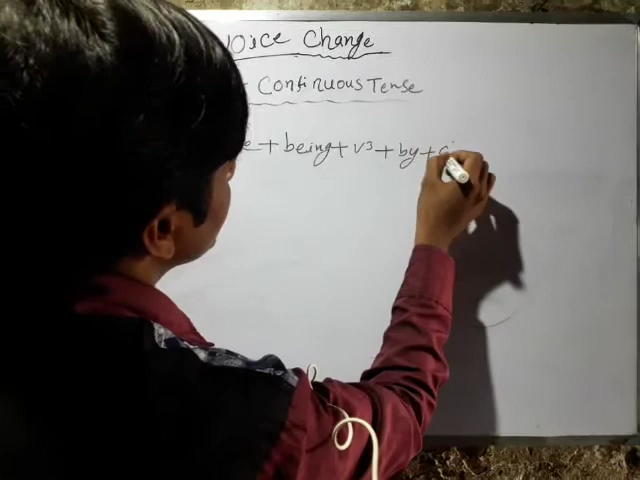 Voice Change
Continuous Tense
+ being + v3 + by +